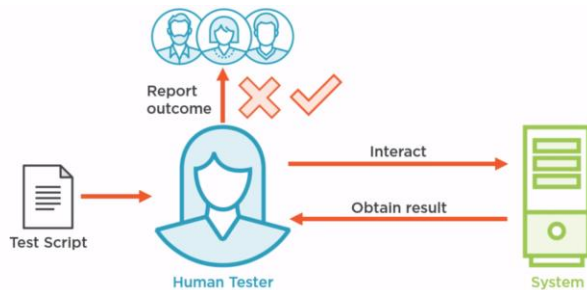 Report
outcome
Interact
Obtain result
Test Script
Human Tester
System